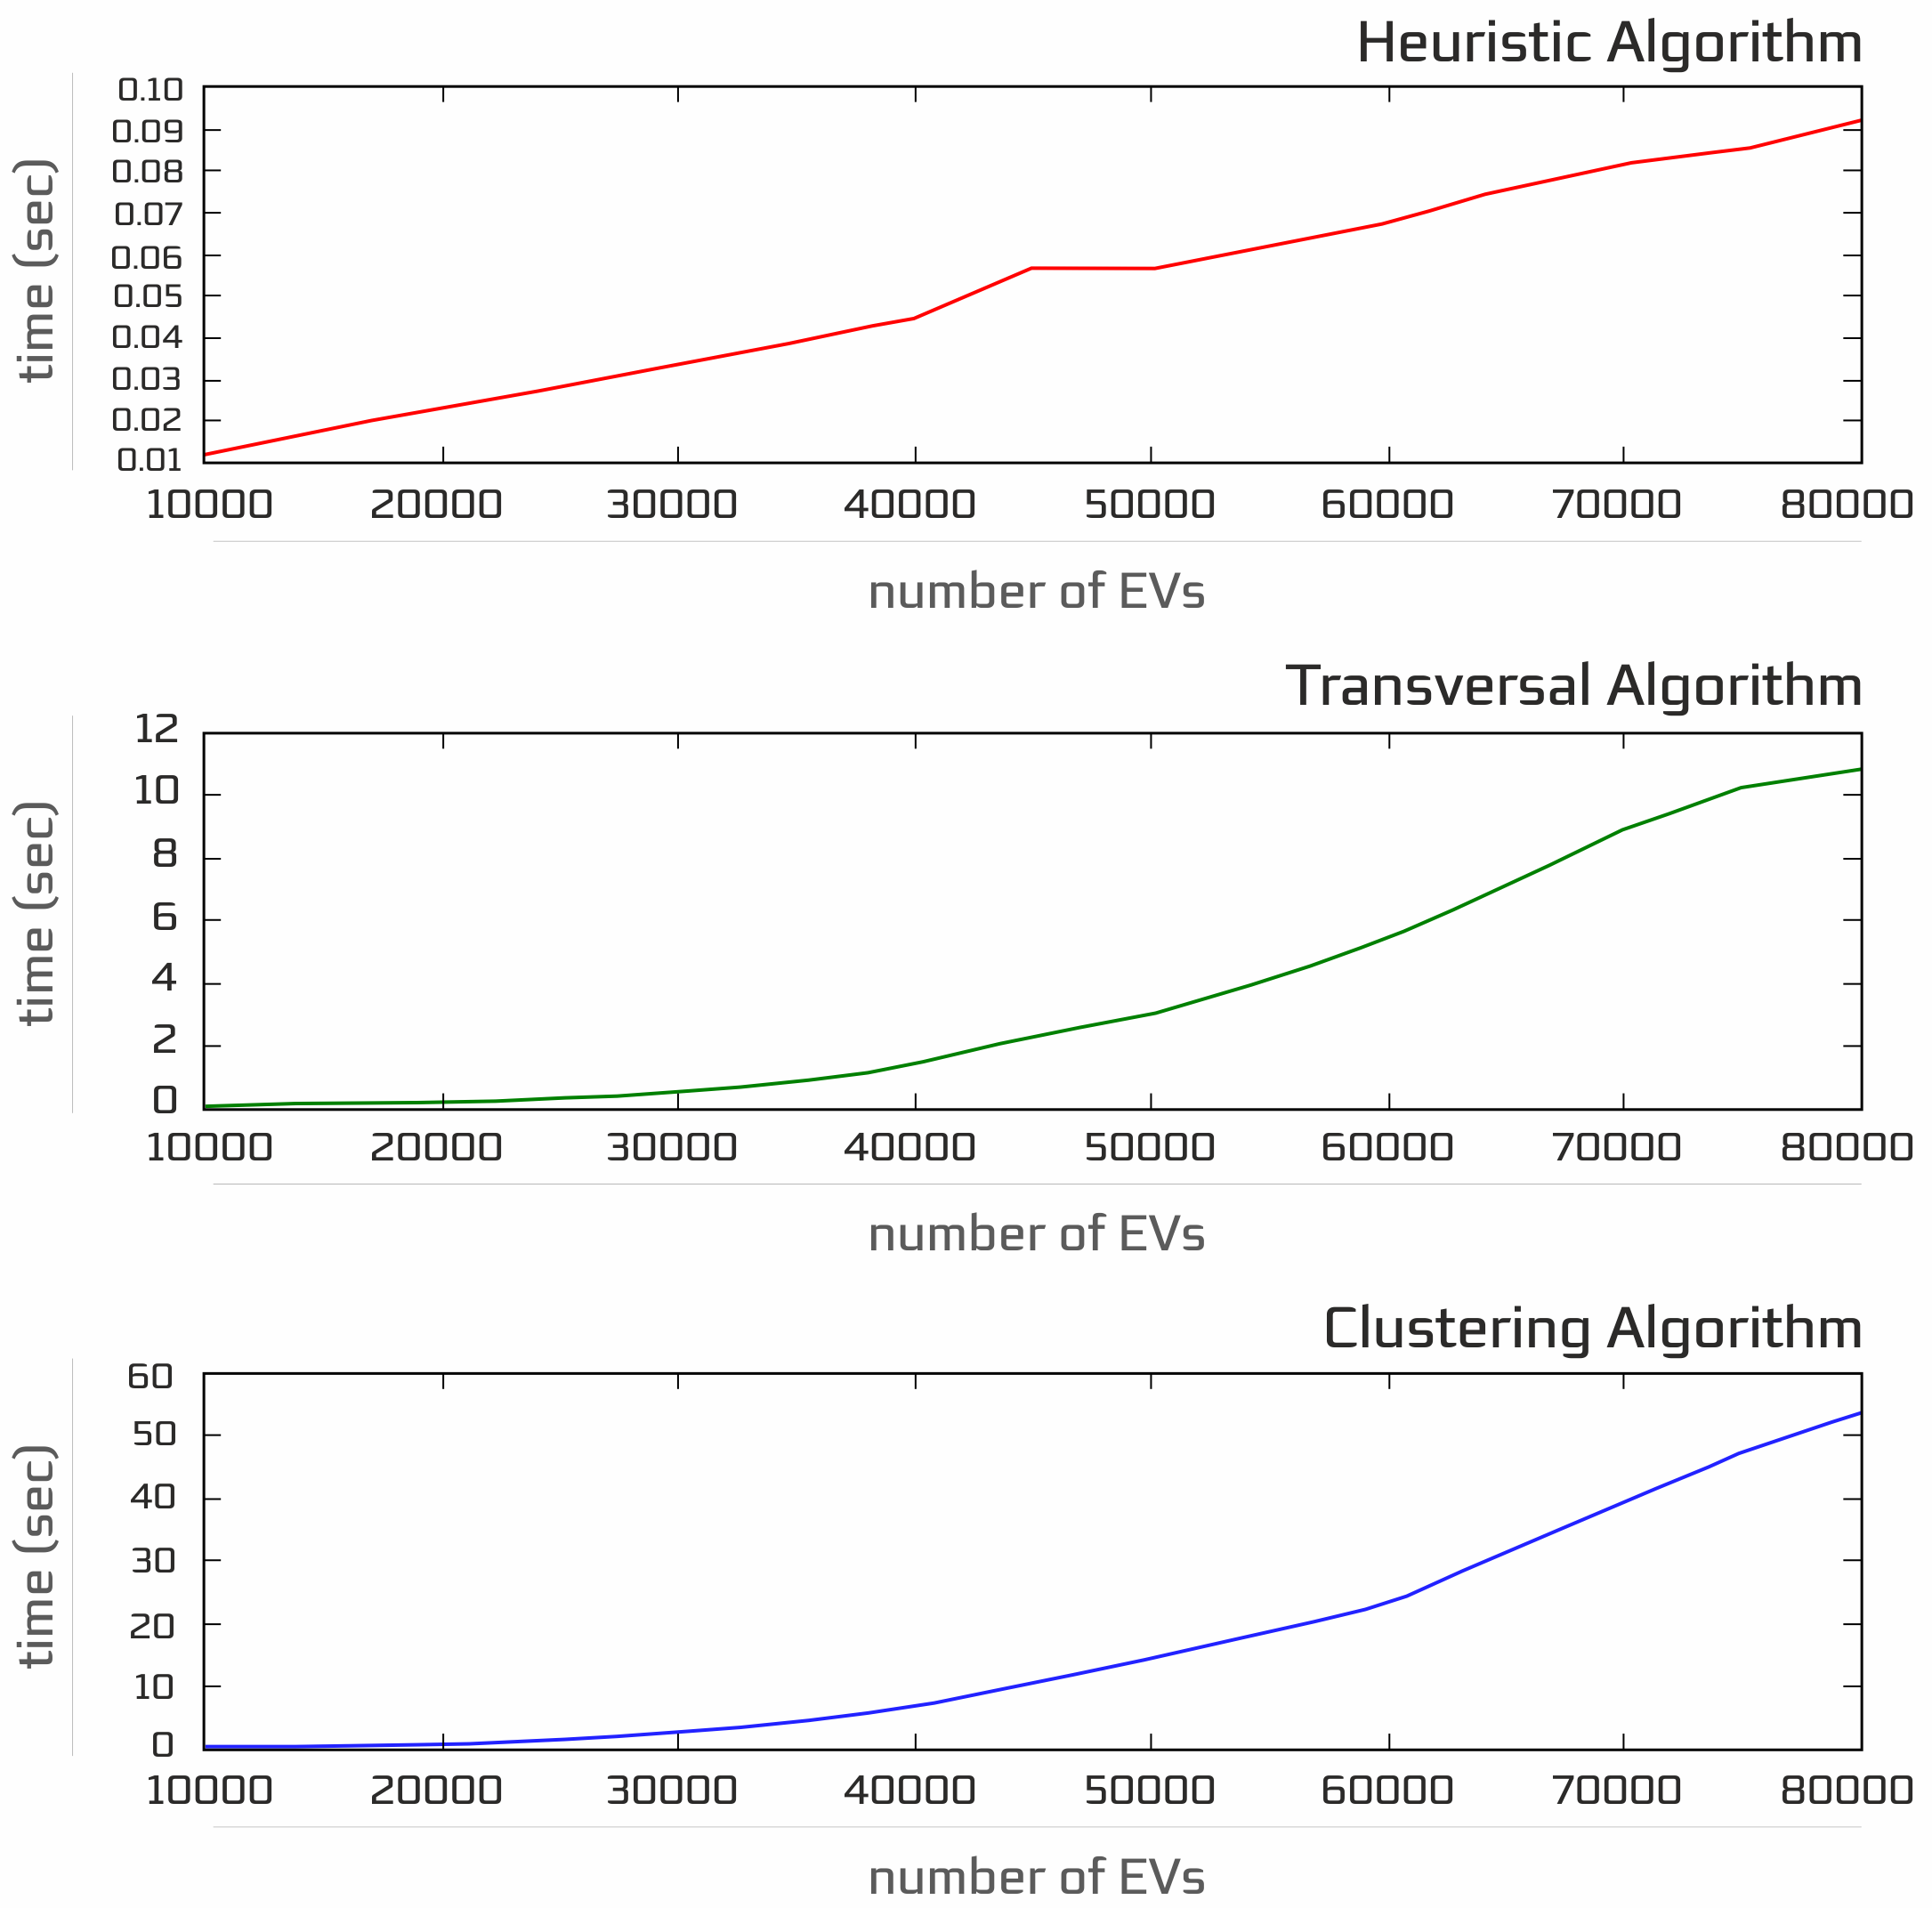 Heuristic Algorithm
time (sec)
0.10
0.09
0.08
0.07
0.06
0.05
0.04
0.03
0.02
0.01
10000 20000 30000 40000 50000 60000 70000 80000
number of EVs
Transversal Algorithm
time (sec)
12
10
8
6
4
2
0
10000 20000 30000 40000 50000 60000 70000 80000
number of EVs
Clustering Algorithm
time (sec)
60
50
40
30
20
10
0
10000 20000 30000 40000 50000 60000 70000 80000
number of EVs